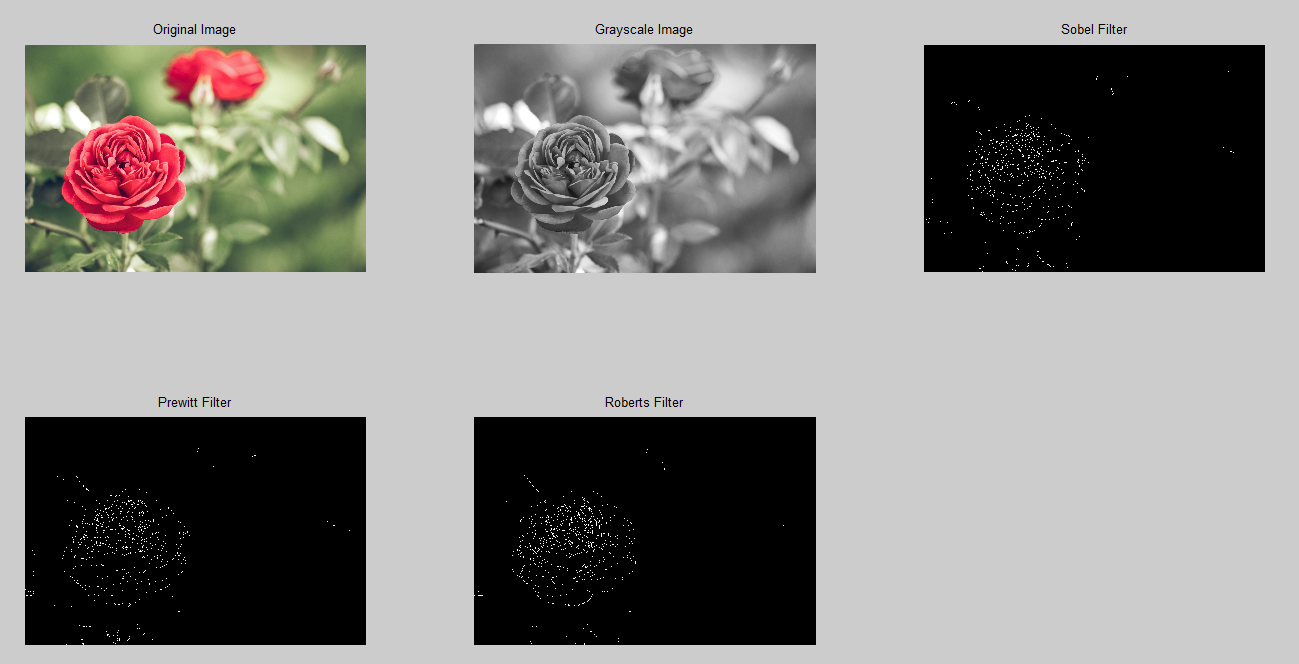 Original Image
Grayscale Image
Sobel Filter
Prewitt Filter
Roberts Filter